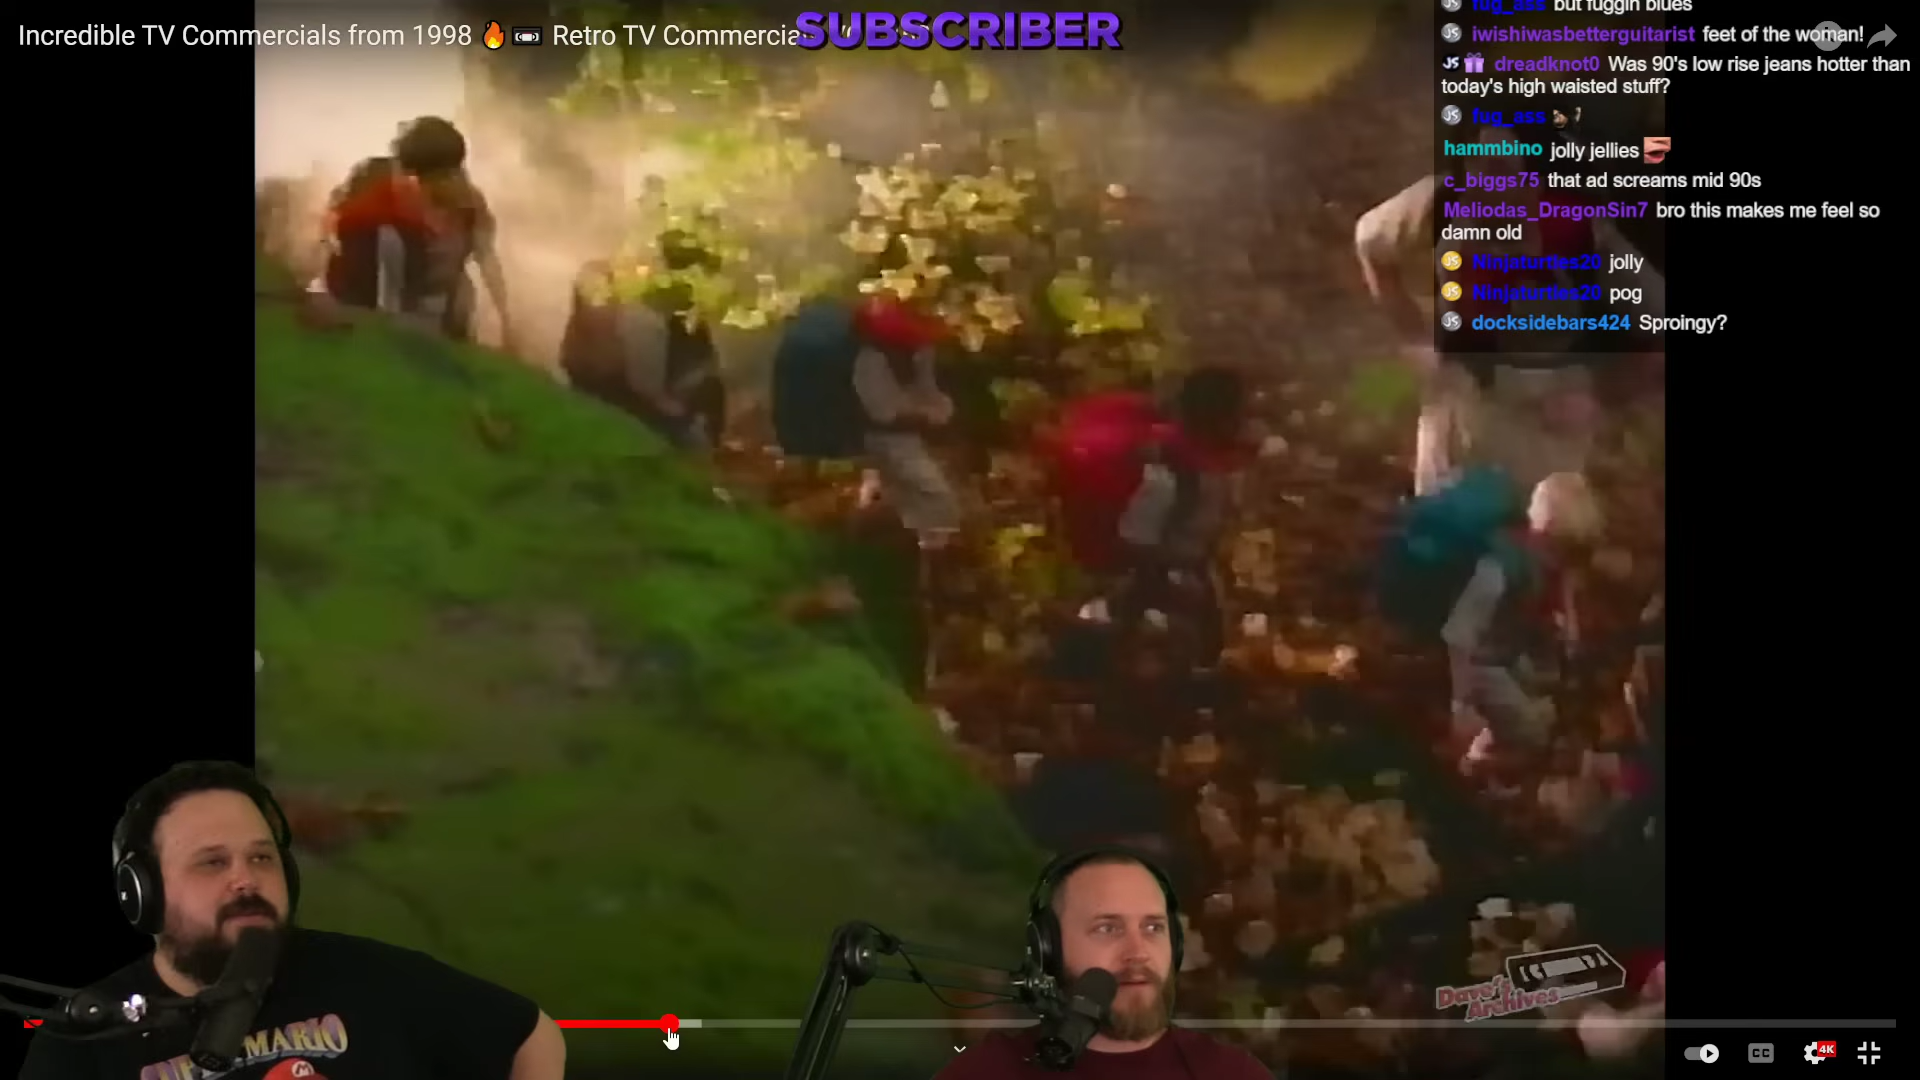 Incredible TV Commercials from 1998 🔥📼 Retro TV Commercia
SUBSCRIBER
fug_ass but fuggin blues
iwishiwasbetterguitarist feet of the woman!
dreadknot0 Was 90's low rise jeans hotter than
today's high waisted stuff?
fug_ass
hammbino jolly jellies
c_biggs75 that ad screams mid 90s
Meliodas_DragonSin7 bro this makes me feel so
damn old
Ninjaturtles20 jolly
Ninjaturtles20 pog
docksidebars424 Sproingy?
Dave's
Archives
MARIO
CC
4K